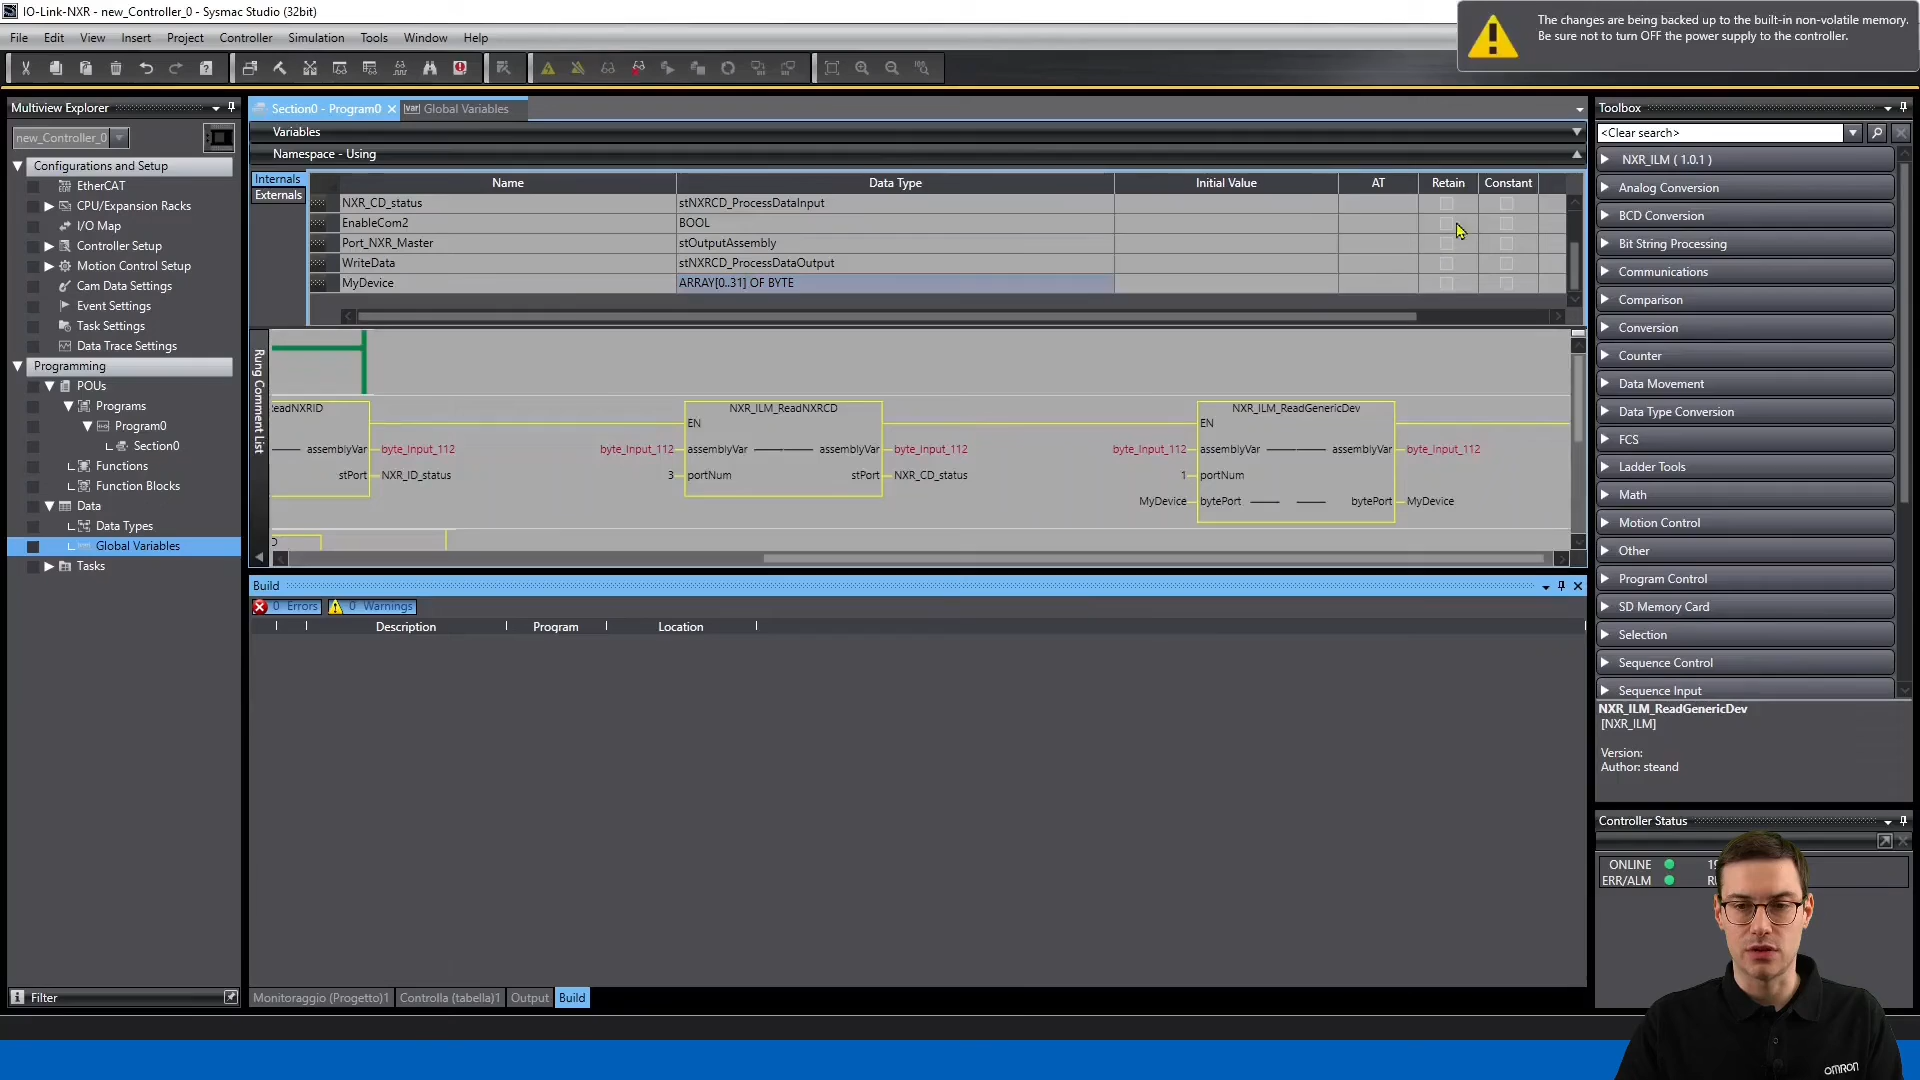 IO-Link-NXR - new_Controller_0 - Sysmac Studio (32bit)
The changes are being backed up to the built-in non-volatile memory.
Be sure not to turn OFF the power supply to the controller.
File Edit View Insert Project Controller Simulation Tools Window Help
Multiview Explorer
new_Controller_0
Configurations and Setup
EtherCAT
CPU/Expansion Racks
I/O Map
Controller Setup
Motion Control Setup
Cam Data Settings
Event Settings
Task Settings
Data Trace Settings
Programming
POUs
Programs
Program0
Section0
Functions
Function Blocks
Data
Data Types
Global Variables
Tasks
Filter
Section0 - Program0 Global Variables
Variables
Namespace - Using
Internals
Externals
Name Data Type Initial Value AT Retain Constant
NXR_CD_status stNXRCD_ProcessDataInput
EnableCom2 BOOL
Port_NXR_Master stOutputAssembly
WriteData stNXRCD_ProcessDataOutput
MyDevice ARRAY[0..31] OF BYTE
Rung Comment List
eadNXRID NXR_ILM_ReadNXRCD NXR_ILM_ReadGenericDev
EN EN
assemblyVar byte_Input_112 byte_Input_112 assemblyVar assemblyVar byte_Input_112 byte_Input_112 assemblyVar assemblyVar byte_Input_112
stPort NXR_ID_status 3 portNum stPort NXR_CD_status 1 portNum
MyDevice bytePort bytePort MyDevice
Build
0 Errors 0 Warnings
Description Program Location
Monitoraggio (Progetto)1 Controlla (tabella)1 Output Build
Toolbox
<Clear search>
NXR_ILM ( 1.0.1 )
Analog Conversion
BCD Conversion
Bit String Processing
Communications
Comparison
Conversion
Counter
Data Movement
Data Type Conversion
FCS
Ladder Tools
Math
Motion Control
Other
Program Control
SD Memory Card
Selection
Sequence Control
Sequence Input
NXR_ILM_ReadGenericDev
[NXR_ILM]
Version:
Author: steand
Controller Status
ONLINE 19
ERR/ALM R
OMRON